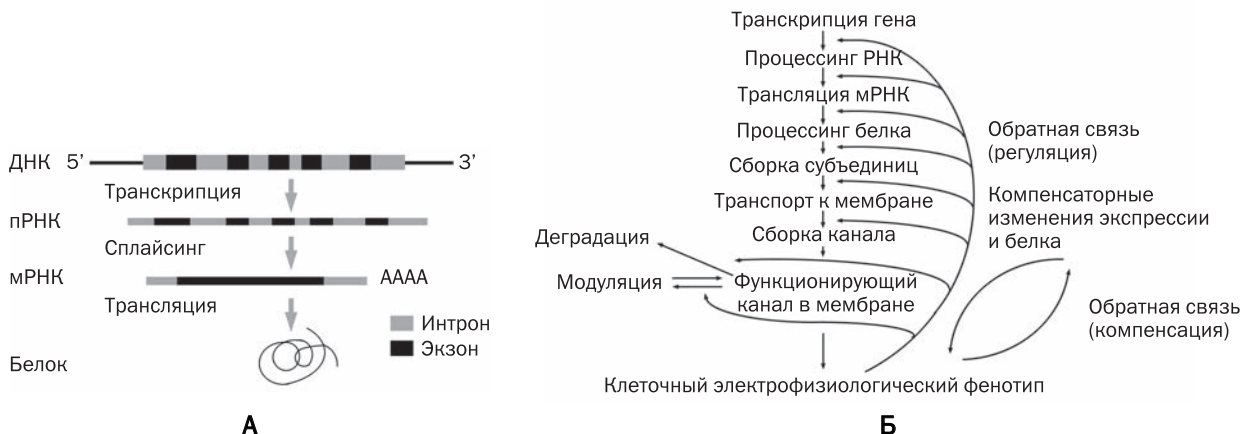 ДНК 5' 3'
Транскрипция
пРНК
Сплайсинг
мРНК АААА
Трансляция
Интрон
Экзон
Белок
А
Транскрипция гена
Процессинг РНК
Трансляция мРНК
Процессинг белка
Сборка субъединиц
Транспорт к мембране
Сборка канала
Деградация
Модуляция
Функционирующий
канал в мембране
Обратная связь
(регуляция)
Компенсаторные
изменения экспрессии
и белка
Обратная связь
(компенсация)
Клеточный электрофизиологический фенотип
Б